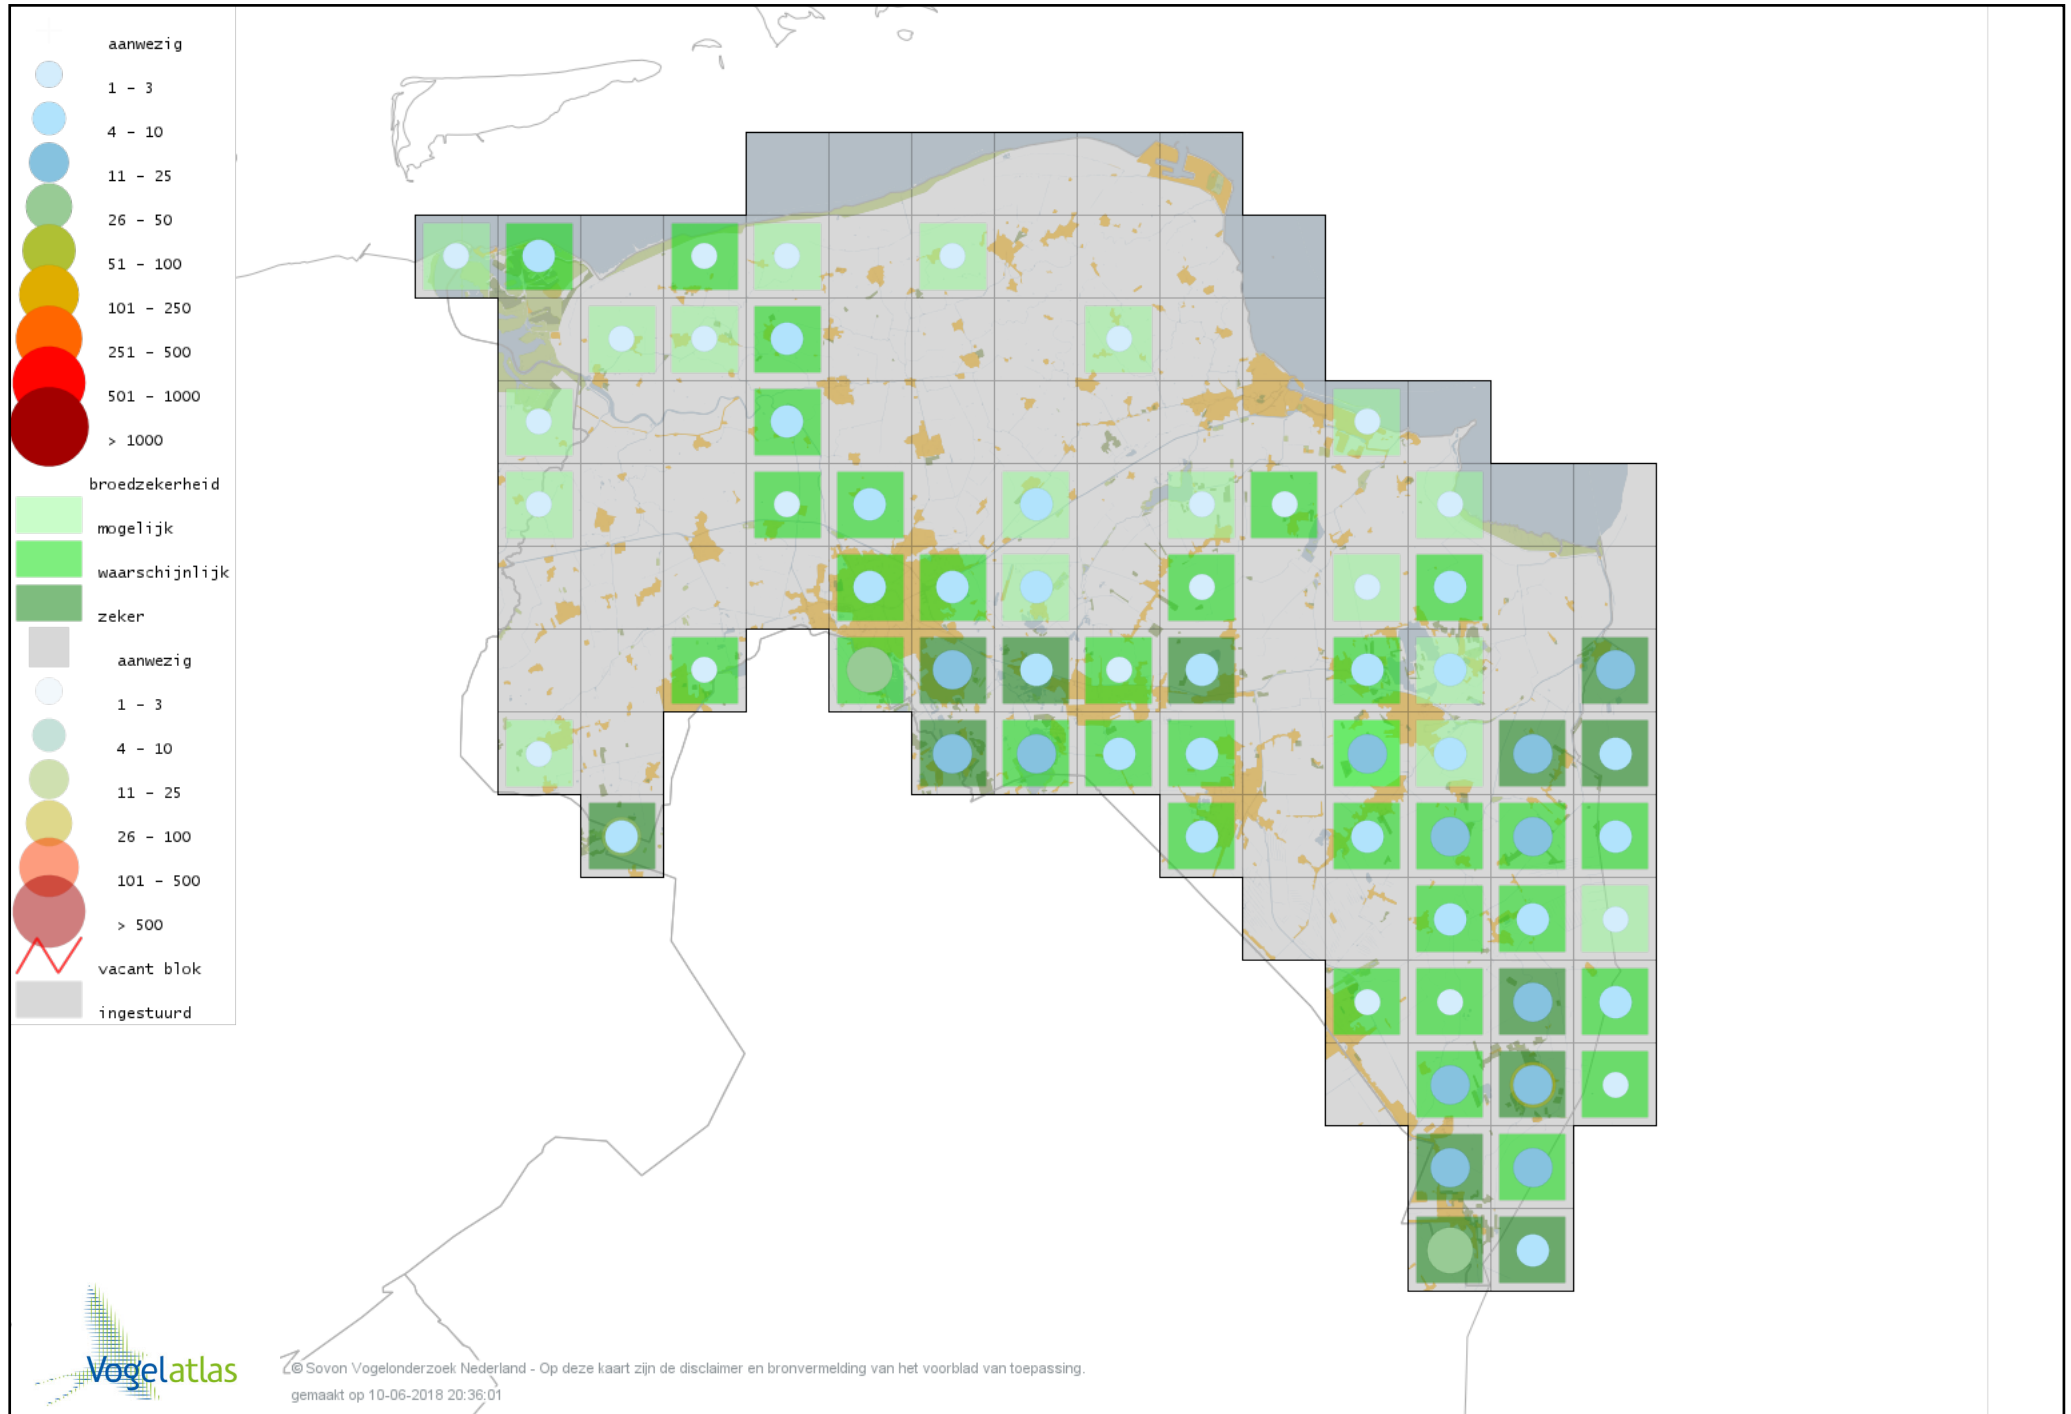 aanwezig
1 - 3
4 - 10
11 - 25
26 - 50
51 - 100
101 - 250
251 - 500
501 - 1000
> 1000
broedzekerheid
mogelijk
waarschijnlijk
zeker
aanwezig
1 - 3
4 - 10
11 - 25
26 - 100
101 - 500
> 500
vacant blok
ingestuurd
Vogelatlas
© Sovon Vogelonderzoek Nederland - Op deze kaart zijn de disclaimer en bronvermelding van het voorblad van toepassing.
gemaakt op 10-06-2018 20:36:01